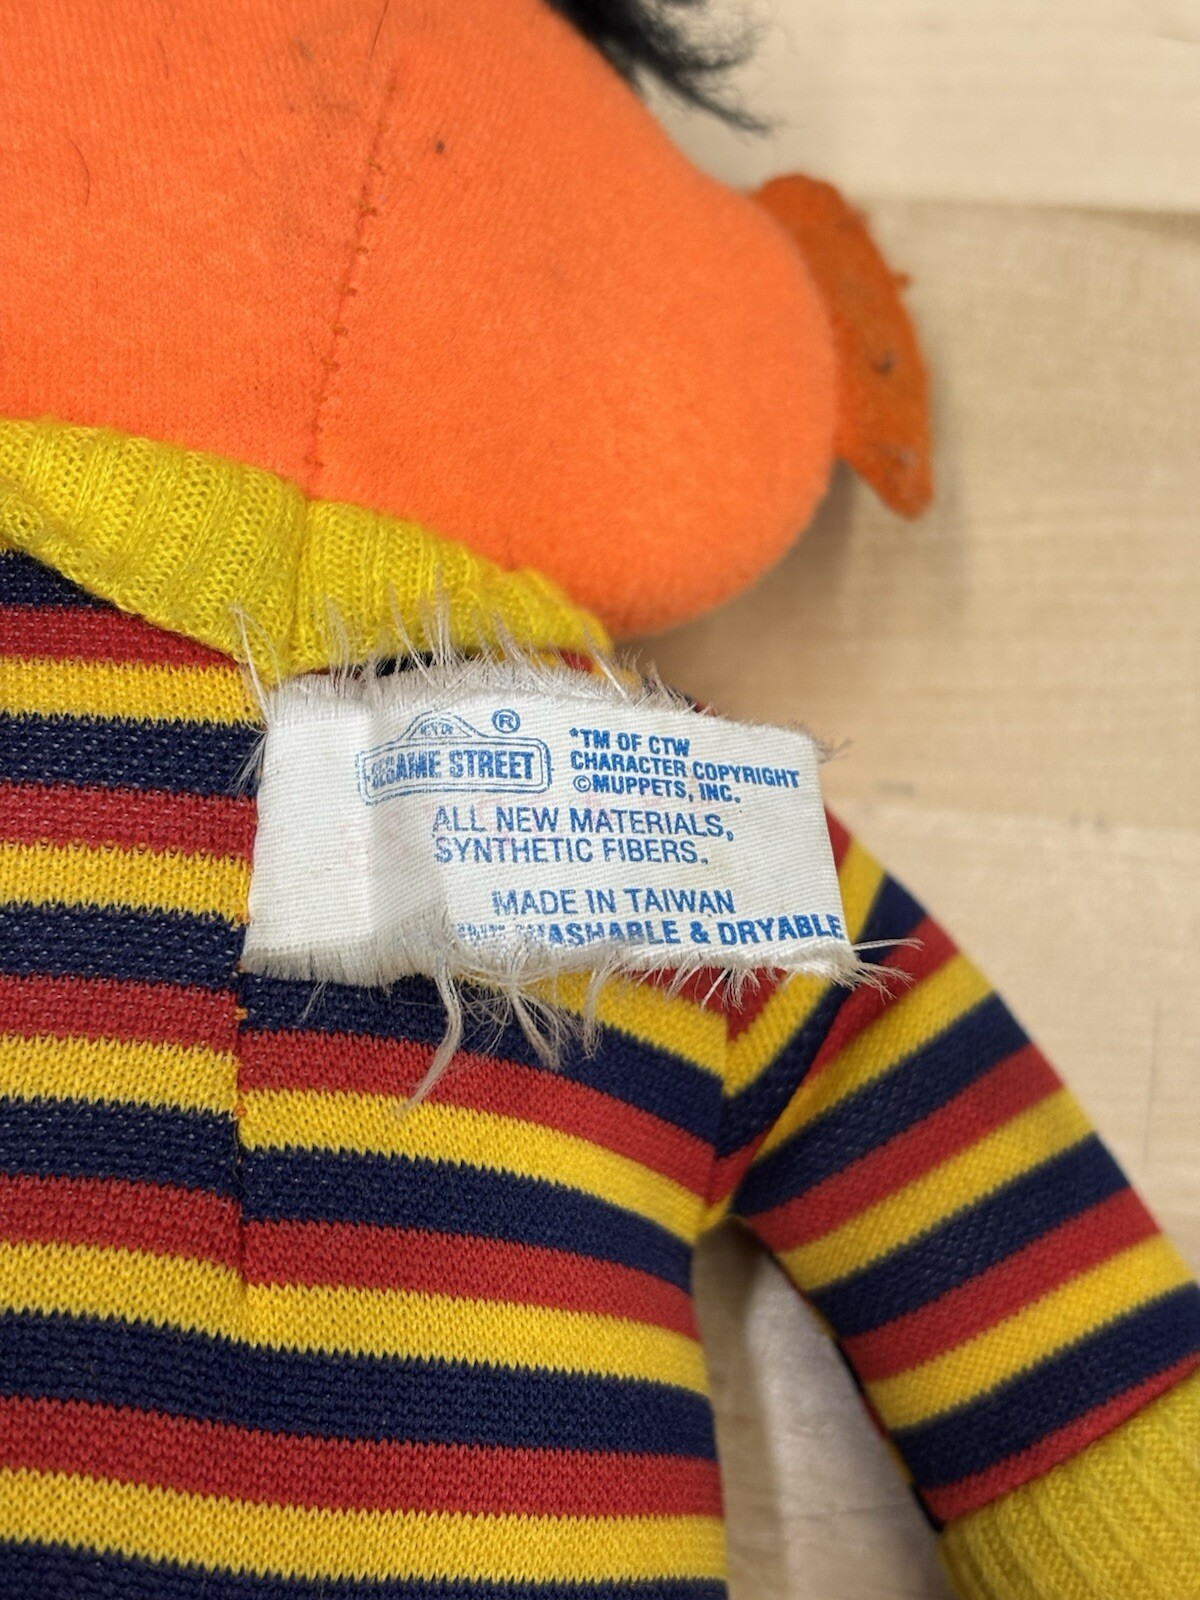 CTW
®
SESAME STREET
*TM OF CTW
CHARACTER COPYRIGHT
©MUPPETS, INC.
ALL NEW MATERIALS,
SYNTHETIC FIBERS.
MADE IN TAIWAN
WASHABLE & DRYABLE